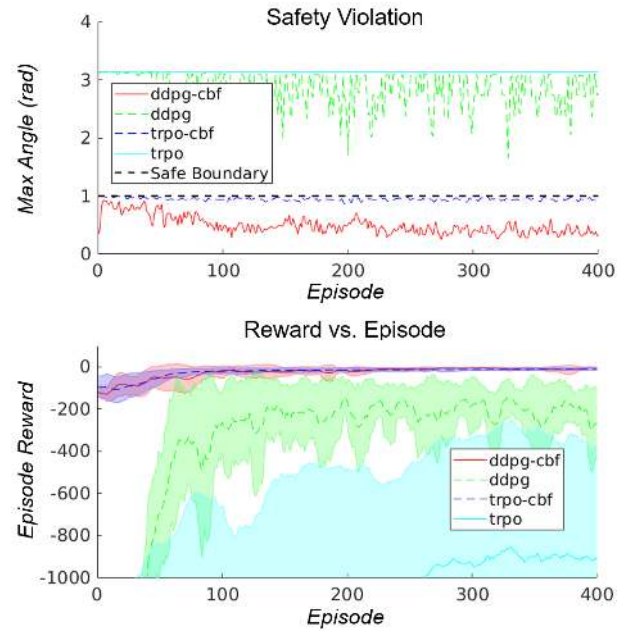 Safety Violation
4
3
2
1
0
Max Angle (rad)
ddpg-cbf
ddpg
trpo-cbf
trpo
Safe Boundary
0 100 200 300 400
Episode
Reward vs. Episode
0
-200
-400
-600
-800
-1000
Episode Reward
ddpg-cbf
ddpg
trpo-cbf
trpo
0 100 200 300 400
Episode